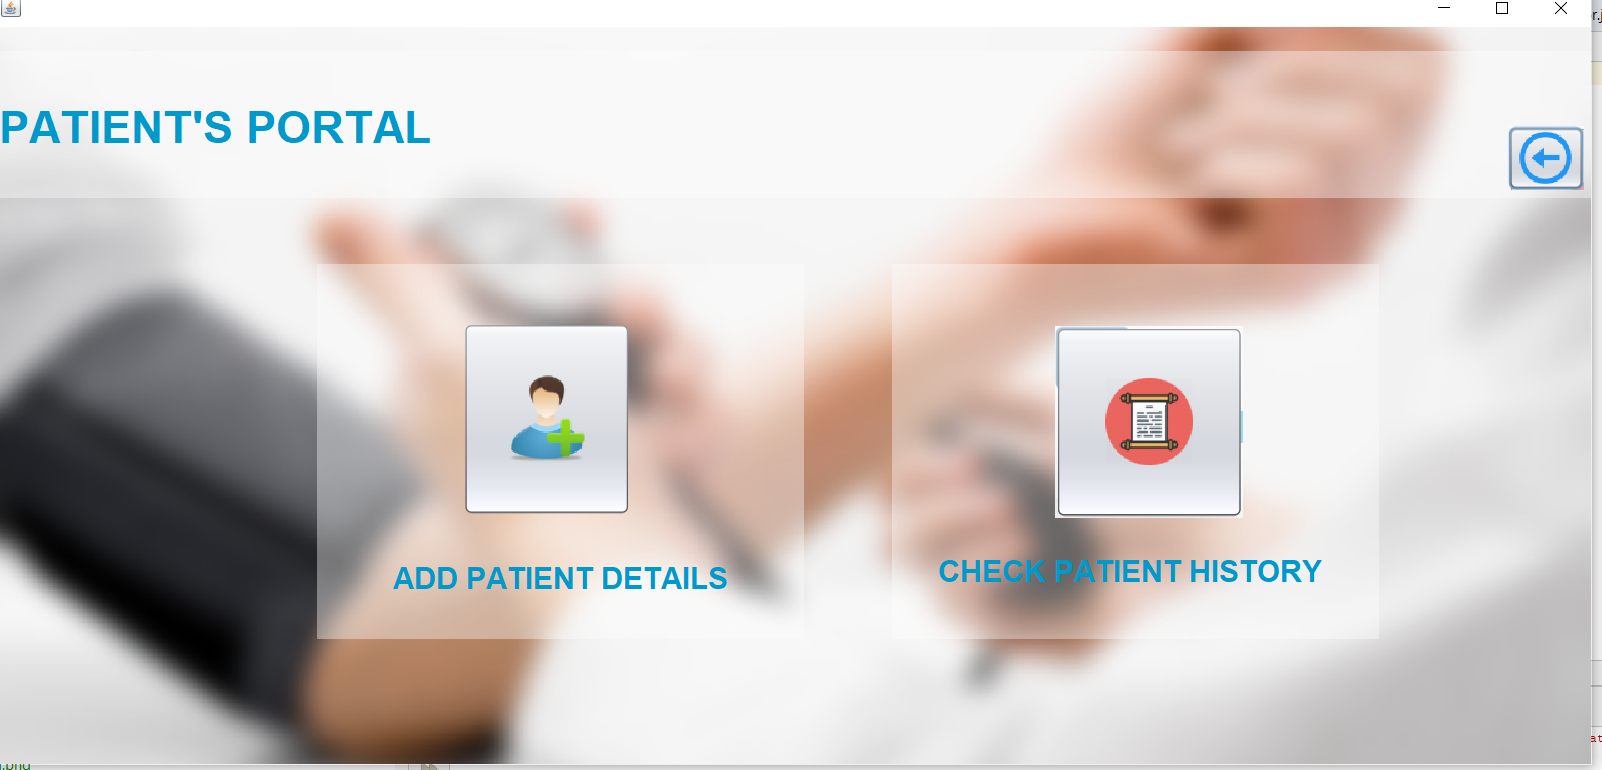 PATIENT'S PORTAL
ADD PATIENT DETAILS
CHECK PATIENT HISTORY